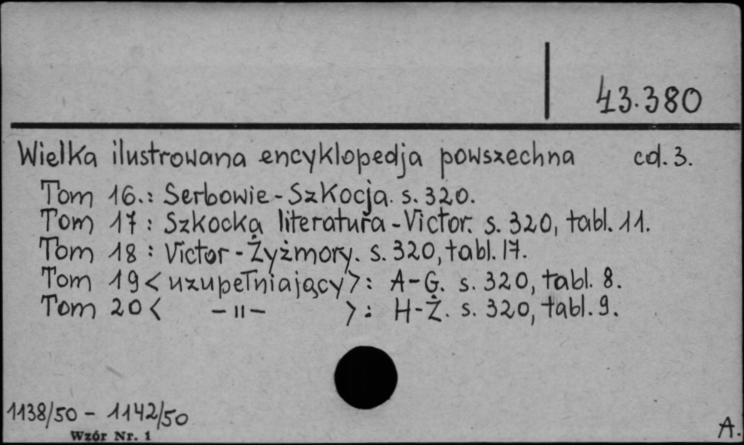 43.380
Wielka ilustrowana encyklopedja powszechna cd. 3.
Tom 16.: Serbowie - Szkocja. s. 320.
Tom 17 : Szkocka literatura - Victor. s. 320, tabl. 11.
Tom 18 : Victor - Żyżmory. s. 320, tabl. 17.
Tom 19 < uzupełniający >: A-G. s. 320, tabl. 8.
Tom 20 < -"- >: H-Ż. s. 320, tabl. 9.
1138/50 - 1142/50
Wzór Nr. 1
A.